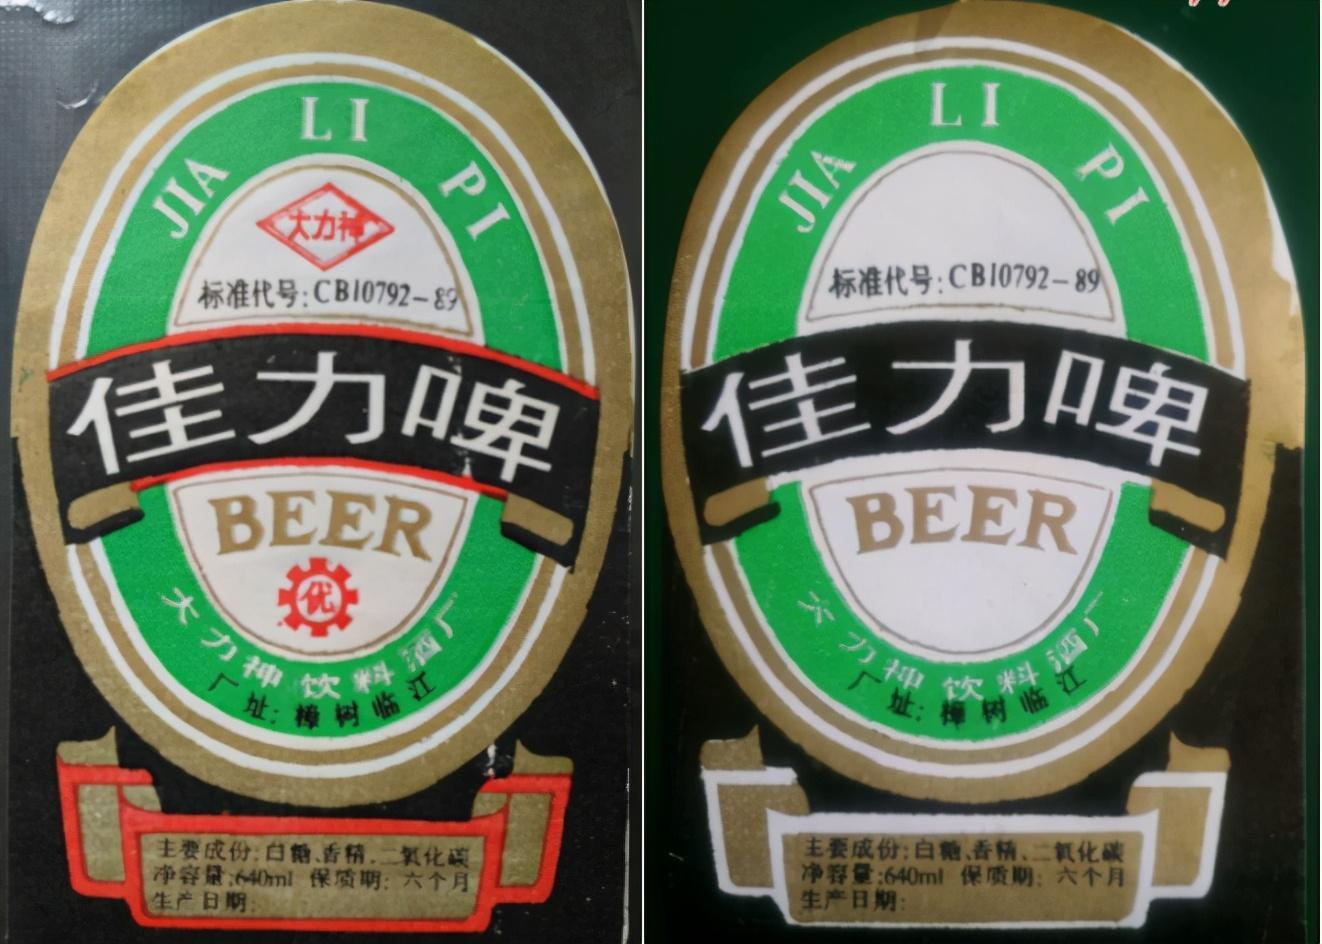 JIA LI PI
大力神
标准代号:CB10792-89
佳力啤
BEER
优
大力神饮料酒厂
厂址:樟树临江
主要成份:白糖、香精、二氧化碳
净容量:640ml 保质期:六个月
生产日期:
JIA LI PI
标准代号:CB10792-89
佳力啤
BEER
大力神饮料酒厂
厂址:樟树临江
主要成份:白糖、香精、二氧化碳
净容量:640ml 保质期:六个月
生产日期: